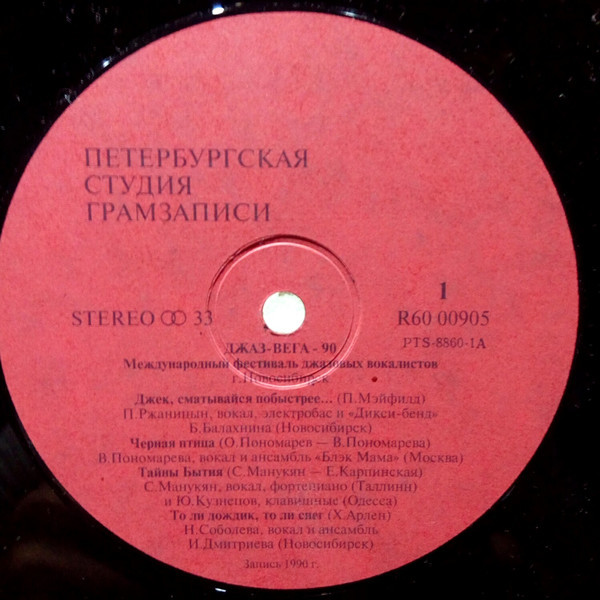 ПЕТЕРБУРГСКАЯ
СТУДИЯ
ГРАМЗАПИСИ
1
STEREO 33
R60 00905
PTS-8860-1A
ДЖАЗ-ВЕГА - 90
Международный фестиваль джазовых вокалистов
г.Новосибирск
Джек, сматывайся побыстрее... (П.Мэйфилд)
П.Ржаницын, вокал, электробас и «Дикси-бенд»
Б.Балахнина (Новосибирск)
Черная птица (О.Пономарев — В.Пономарева)
В.Пономарева, вокал и ансамбль «Блэк Мама» (Москва)
Тайны Бытия (С.Манукян — Е.Карпинская)
С.Манукян, вокал, фортепиано (Таллинн)
и Ю.Кузнецов, клавишные (Одесса)
То ли дождик, то ли снег (Х.Арлен)
Н.Соболева, вокал и ансамбль
И.Дмитриева (Новосибирск)
Запись 1990 г.